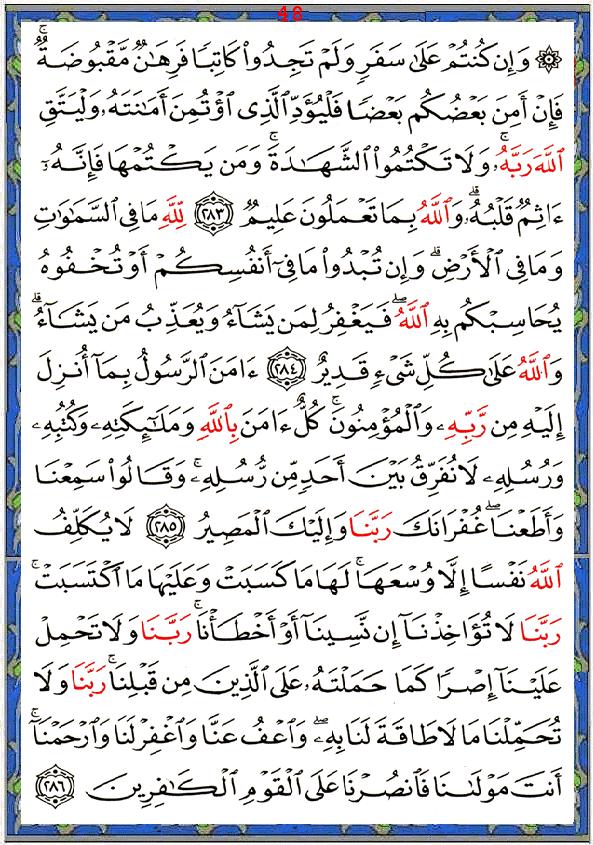 48
۞ وَإِن كُنتُمۡ عَلَىٰ سَفَرٖ وَلَمۡ تَجِدُواْ كَاتِبٗا فَرِهَٰنٞ مَّقۡبُوضَةٞۖ
فَإِنۡ أَمِنَ بَعۡضُكُم بَعۡضٗا فَلۡيُؤَدِّ ٱلَّذِي ٱؤۡتُمِنَ أَمَٰنَتَهُۥ وَلۡيَتَّقِ
ٱللَّهَ رَبَّهُۥۗ وَلَا تَكۡتُمُواْ ٱلشَّهَٰدَةَۚ وَمَن يَكۡتُمۡهَا فَإِنَّهُۥٓ
ءَاثِمٞ قَلۡبُهُۥۗ وَٱللَّهُ بِمَا تَعۡمَلُونَ عَلِيمٞ ٢٨٣ لِّلَّهِ مَا فِي ٱلسَّمَٰوَٰتِ
وَمَا فِي ٱلۡأَرۡضِۗ وَإِن تُبۡدُواْ مَا فِيٓ أَنفُسِكُمۡ أَوۡ تُخۡفُوهُ
يُحَاسِبۡكُم بِهِ ٱللَّهُۖ فَيَغۡفِرُ لِمَن يَشَآءُ وَيُعَذِّبُ مَن يَشَآءُۗ
وَٱللَّهُ عَلَىٰ كُلِّ شَيۡءٖ قَدِيرٌ ٢٨٤ ءَامَنَ ٱلرَّسُولُ بِمَآ أُنزِلَ
إِلَيۡهِ مِن رَّبِّهِۦ وَٱلۡمُؤۡمِنُونَۚ كُلٌّ ءَامَنَ بِٱللَّهِ وَمَلَٰٓئِكَتِهِۦ وَكُتُبِهِۦ
وَرُسُلِهِۦ لَا نُفَرِّقُ بَيۡنَ أَحَدٖ مِّن رُّسُلِهِۦۚ وَقَالُواْ سَمِعۡنَا
وَأَطَعۡنَاۖ غُفۡرَانَكَ رَبَّنَا وَإِلَيۡكَ ٱلۡمَصِيرُ ٢٨٥ لَا يُكَلِّفُ
ٱللَّهُ نَفۡسًا إِلَّا وُسۡعَهَاۚ لَهَا مَا كَسَبَتۡ وَعَلَيۡهَا مَا ٱكۡتَسَبَتۡۗ
رَبَّنَا لَا تُؤَاخِذۡنَآ إِن نَّسِينَآ أَوۡ أَخۡطَأۡنَاۚ رَبَّنَا وَلَا تَحۡمِلۡ
عَلَيۡنَآ إِصۡرٗا كَمَا حَمَلۡتَهُۥ عَلَى ٱلَّذِينَ مِن قَبۡلِنَاۚ رَبَّنَا وَلَا
تُحَمِّلۡنَا مَا لَا طَاقَةَ لَنَا بِهِۦۖ وَٱعۡفُ عَنَّا وَٱغۡفِرۡ لَنَا وَٱرۡحَمۡنَآۚ
أَنتَ مَوۡلَىٰنَا فَٱنصُرۡنَا عَلَى ٱلۡقَوۡمِ ٱلۡكَٰفِرِينَ ٢٨٦